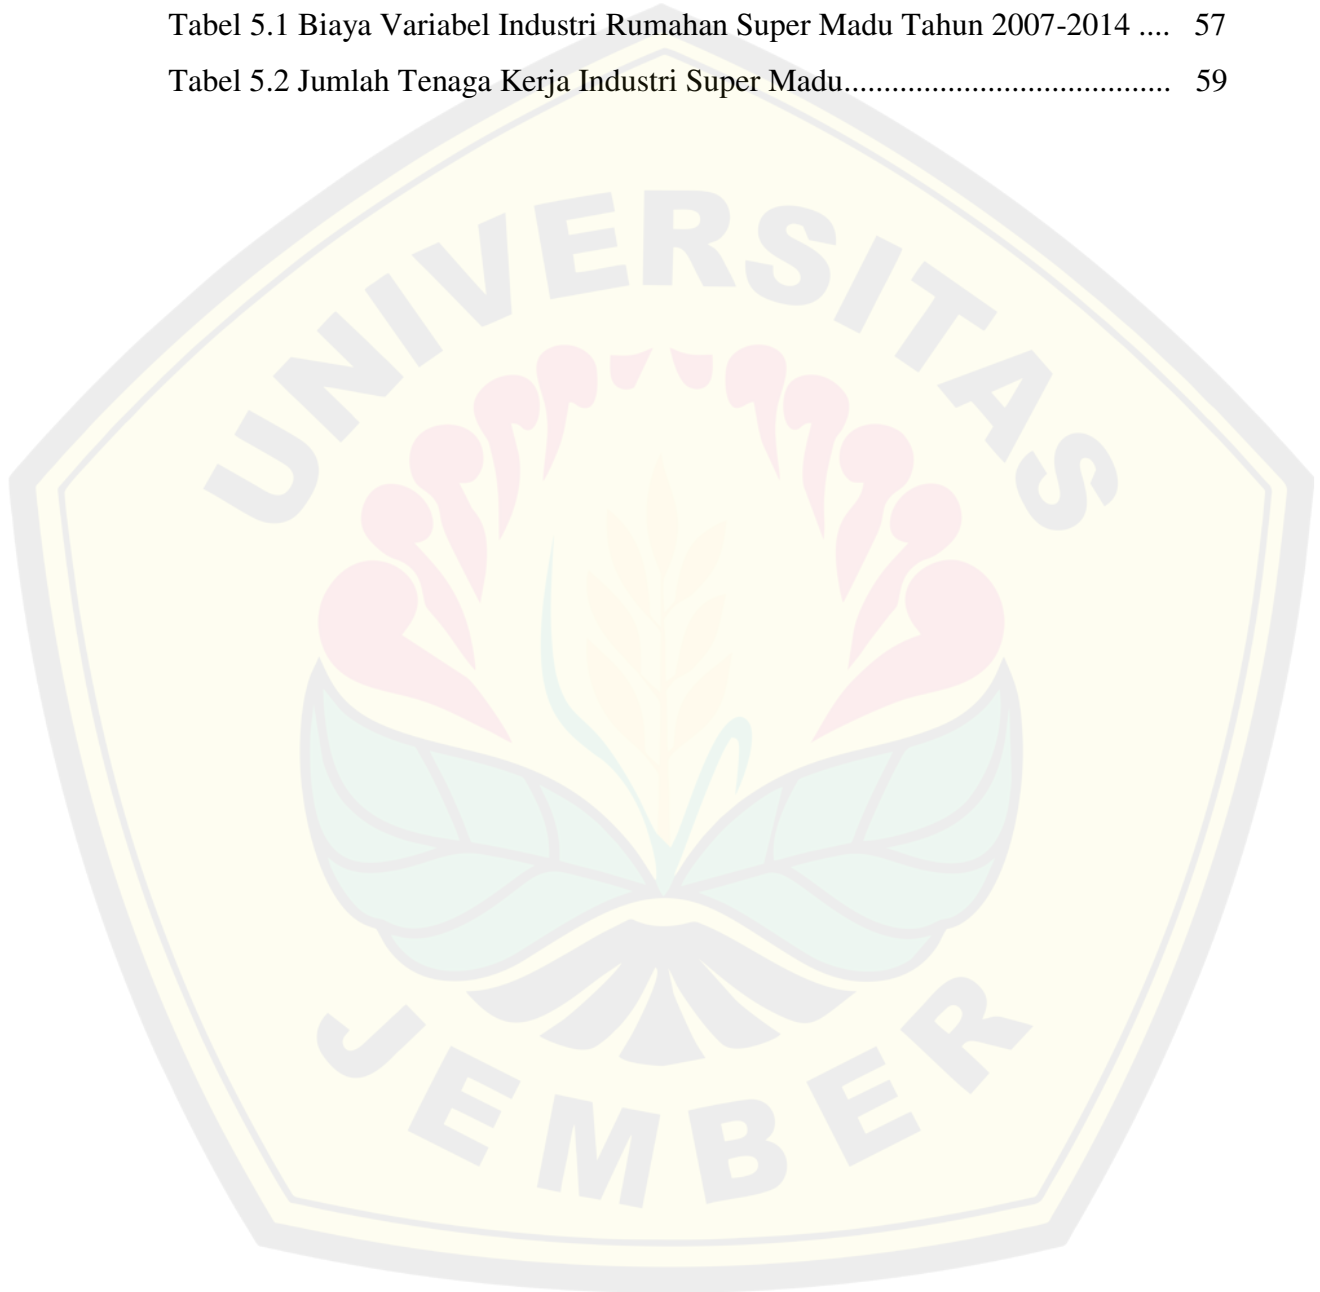 Tabel 5.1 Biaya Variabel Industri Rumahan Super Madu Tahun 2007-2014 .... 57
Tabel 5.2 Jumlah Tenaga Kerja Industri Super Madu......................................... 59
UNIVERSITAS
JEMBER